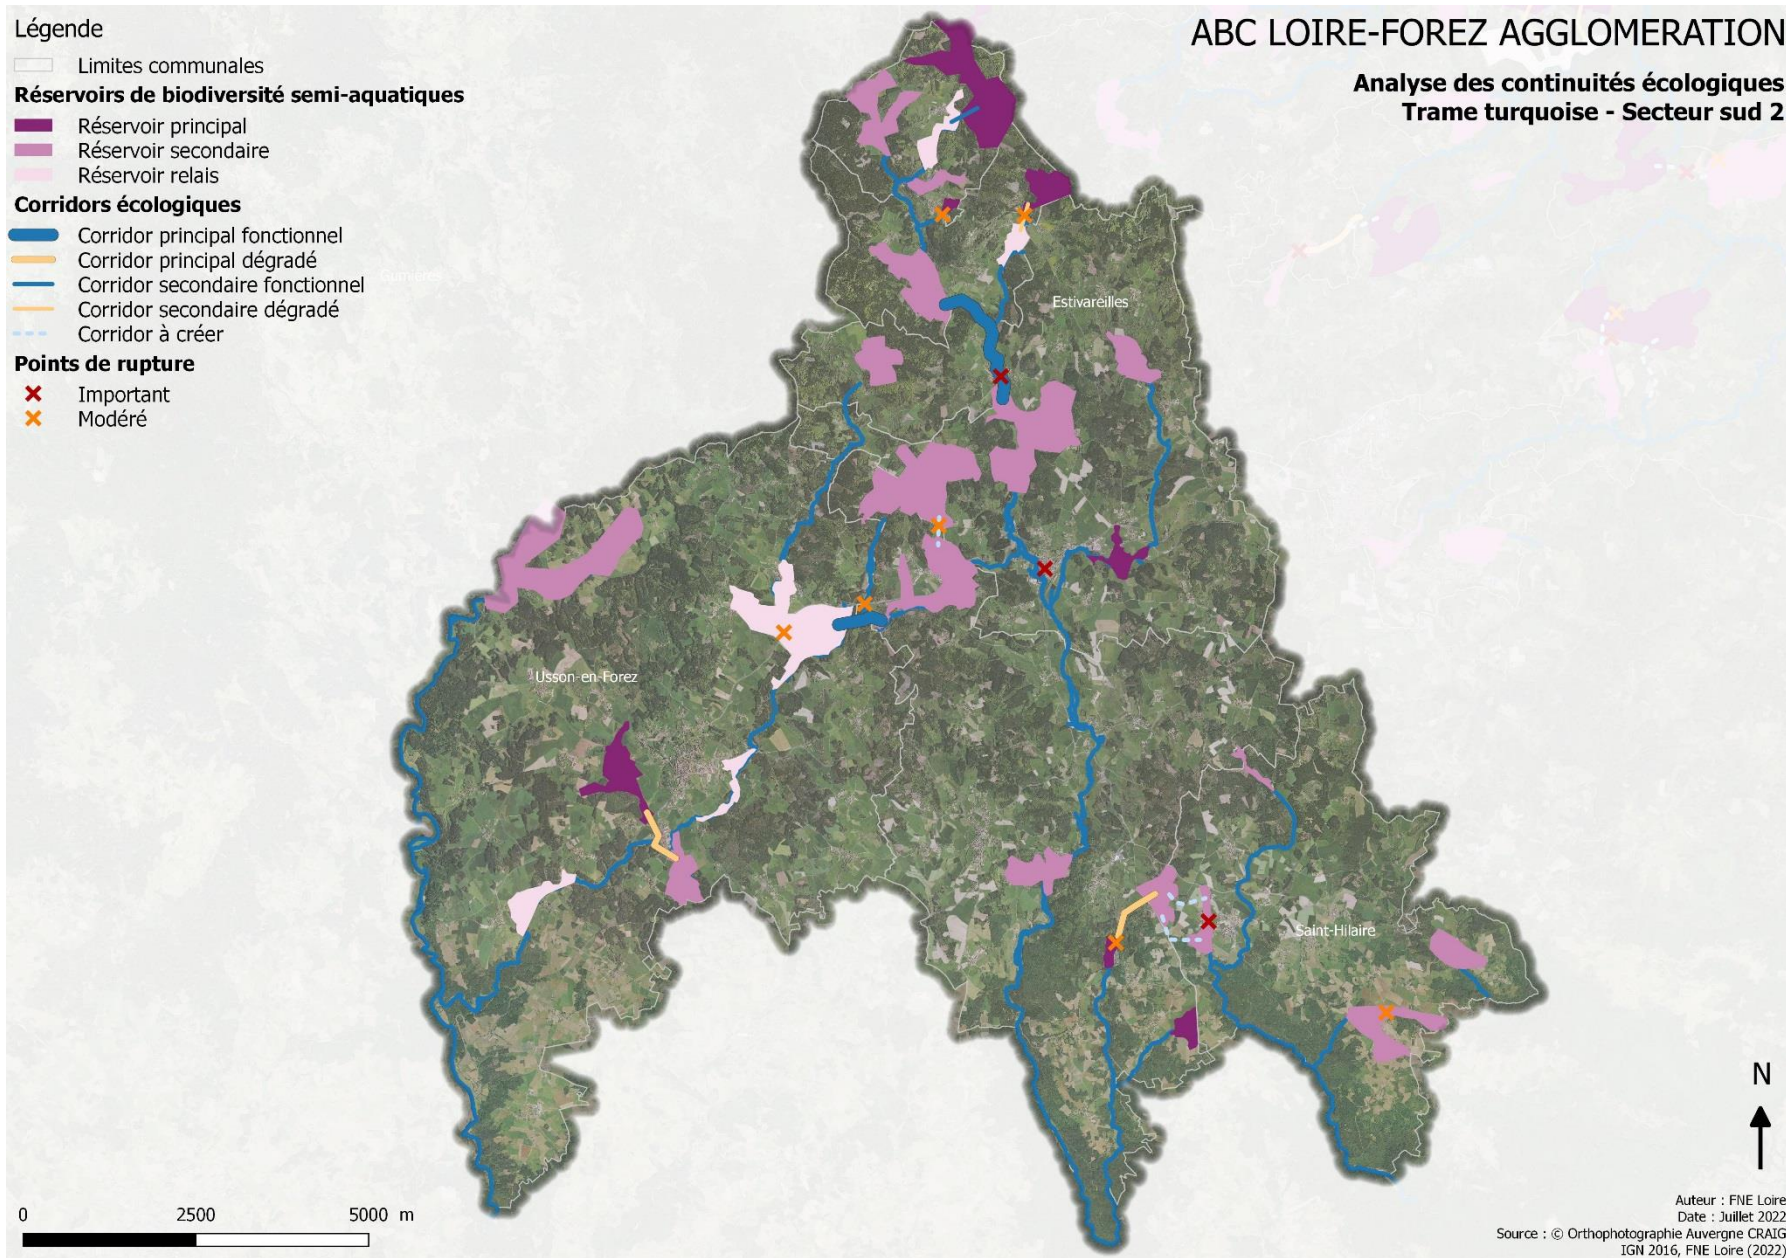 Légende
Limites communales
Réservoirs de biodiversité semi-aquatiques
Réservoir principal
Réservoir secondaire
Réservoir relais
Corridors écologiques
Corridor principal fonctionnel
Corridor principal dégradé
Corridor secondaire fonctionnel
Corridor secondaire dégradé
Corridor à créer
Points de rupture
Important
Modéré
ABC LOIRE-FOREZ AGGLOMERATION
Analyse des continuités écologiques
Trame turquoise - Secteur sud 2
Gumières
Estivareilles
Usson-en-Forez
Saint-Hilaire
N
0 2500 5000 m
Auteur : FNE Loire
Date : Juillet 2022
Source : © Orthophotographie Auvergne CRAIG
IGN 2016, FNE Loire (2022)